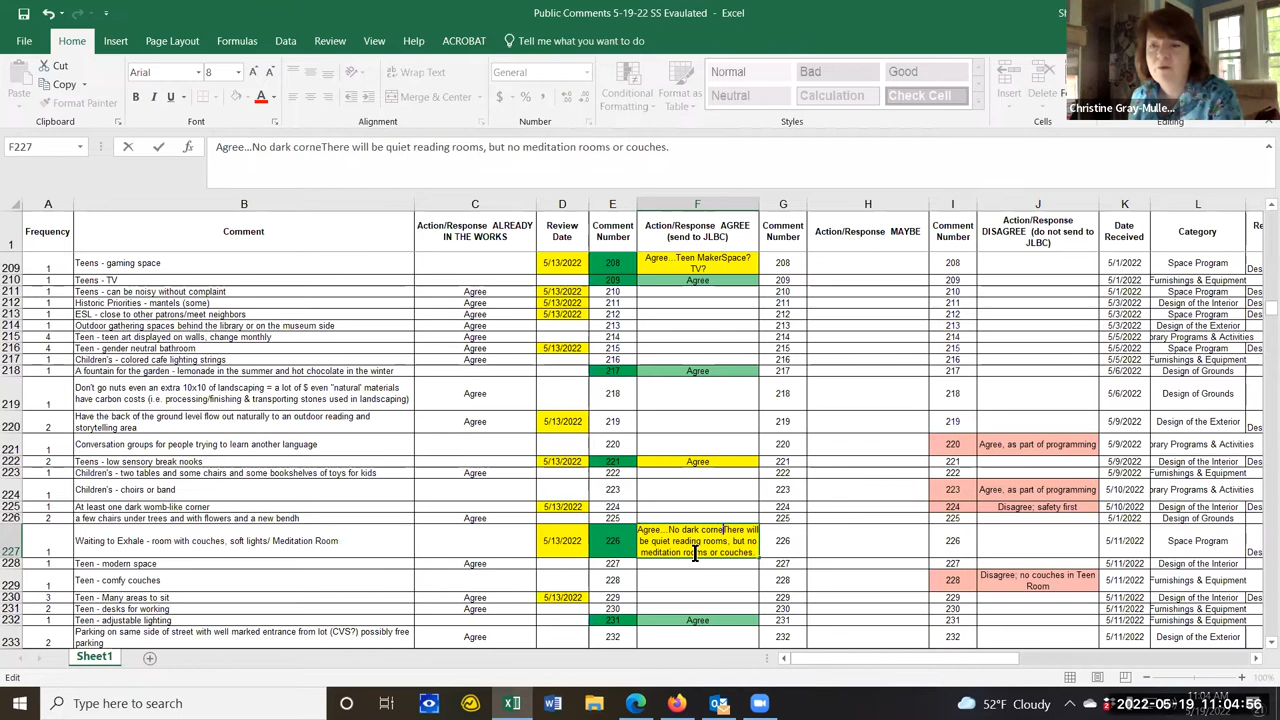 Public Comments 5-19-22 SS Evaulated - Excel
File Home Insert Page Layout Formulas Data Review View Help ACROBAT Tell me what you want to do
Cut
Copy
Format Painter
Paste
Clipboard
Arial 8
Font
Wrap Text
Merge & Center
Alignment
General
Number
Conditional Formatting Format as Table
Normal Bad Good
Neutral Calculation Check Cell
Styles
Insert Delete Format
Cells
Editing
Christine Gray-Mulle...
F227 Agree...No dark corneThere will be quiet reading rooms, but no meditation rooms or couches.
A B C D E F G H I J K L
1 Frequency Comment Action/Response ALREADY IN THE WORKS Review Date Comment Number Action/Response AGREE (send to JLBC) Comment Number Action/Response MAYBE Comment Number Action/Response DISAGREE (do not send to JLBC) Date Received Category
209 1 Teens - gaming space 5/13/2022 208 Agree...Teen MakerSpace? TV? 208 208 5/1/2022 Space Program
210 1 Teens - TV 209 Agree 209 209 5/1/2022 Furnishings & Equipment
211 1 Teens - can be noisy without complaint Agree 5/13/2022 210 210 210 5/1/2022 Space Program
212 1 Historic Priorities - mantels (some) Agree 5/13/2022 211 211 211 5/1/2022 Design of the Interior
213 1 ESL - close to other patrons/meet neighbors Agree 5/13/2022 212 212 212 5/1/2022 Space Program
214 1 Outdoor gathering spaces behind the library or on the museum side Agree 213 213 213 5/3/2022 Design of the Exterior
215 4 Teen - teen art displayed on walls, change monthly Agree 214 214 214 5/5/2022 brary Programs & Activities
216 4 Teen - gender neutral bathroom Agree 5/13/2022 215 215 215 5/5/2022 Space Program
217 1 Children's - colored cafe lighting strings Agree 216 216 216 5/5/2022 Furnishings & Equipment
218 1 A fountain for the garden - lemonade in the summer and hot chocolate in the winter 217 Agree 217 217 5/6/2022 Design of Grounds
219 1 Don't go nuts even an extra 10x10 of landscaping = a lot of $ even "natural' materials have carbon costs (i.e. processing/finishing & transporting stones used in landscaping) Agree 218 218 218 5/6/2022 Design of Grounds
220 2 Have the back of the ground level flow out naturally to an outdoor reading and storytelling area Agree 5/13/2022 219 219 219 5/9/2022 Design of the Exterior
221 1 Conversation groups for people trying to learn another language 220 220 220 Agree, as part of programming 5/9/2022 brary Programs & Activities
222 2 Teens - low sensory break nooks 5/13/2022 221 Agree 221 221 5/9/2022 Design of the Interior
223 1 Children's - two tables and some chairs and some bookshelves of toys for kids Agree 222 222 222 5/9/2022 Furnishings & Equipment
224 1 Children's - choirs or band 223 223 223 Agree, as part of programming 5/10/2022 brary Programs & Activities
225 1 At least one dark womb-like corner 5/13/2022 224 224 224 Disagree; safety first 5/10/2022 Design of the Interior
226 2 a few chairs under trees and with flowers and a new bendh Agree 225 225 225 5/1/2022 Design of Grounds
227 1 Waiting to Exhale - room with couches, soft lights/ Meditation Room 5/13/2022 226 Agree...No dark corneThere will be quiet reading rooms, but no meditation rooms or couches. 226 226 5/11/2022 Space Program
228 1 Teen - modern space Agree 227 227 227 5/11/2022 Design of the Interior
229 1 Teen - comfy couches 228 228 228 Disagree; no couches in Teen Room 5/11/2022 Furnishings & Equipment
230 3 Teen - Many areas to sit Agree 5/13/2022 229 229 229 5/11/2022 Furnishings & Equipment
231 2 Teen - desks for working Agree 230 230 230 5/11/2022 Furnishings & Equipment
232 1 Teen - adjustable lighting 231 Agree 231 231 5/11/2022 Furnishings & Equipment
233 2 Parking on same side of street with well marked entrance from lot (CVS?) possibly free parking Agree 232 232 232 5/11/2022 Design of the Exterior
Sheet1
Edit 100%
Type here to search 52°F Cloudy 11:04 AM 5/19/2022
2022-05-19 11:04:56